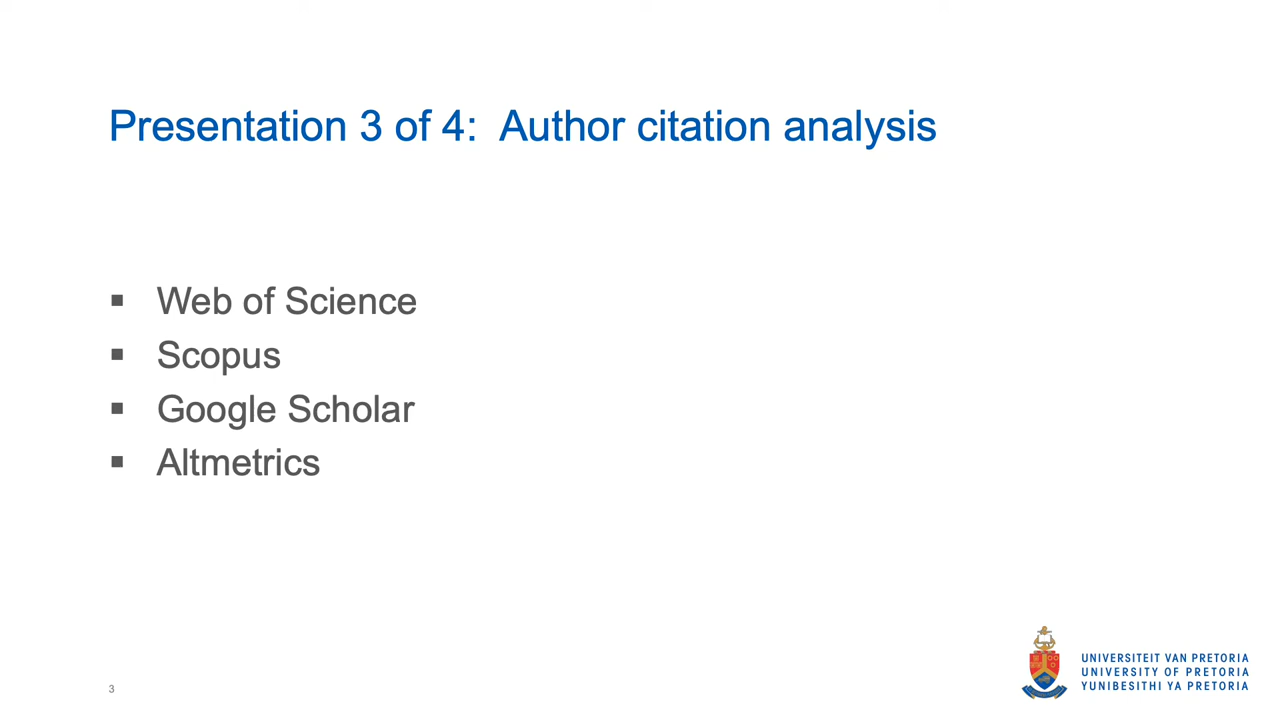 Presentation 3 of 4:  Author citation analysis
▪ Web of Science
▪ Scopus
▪ Google Scholar
▪ Altmetrics
3
UNIVERSITEIT VAN PRETORIA
UNIVERSITY OF PRETORIA
YUNIBESITHI YA PRETORIA